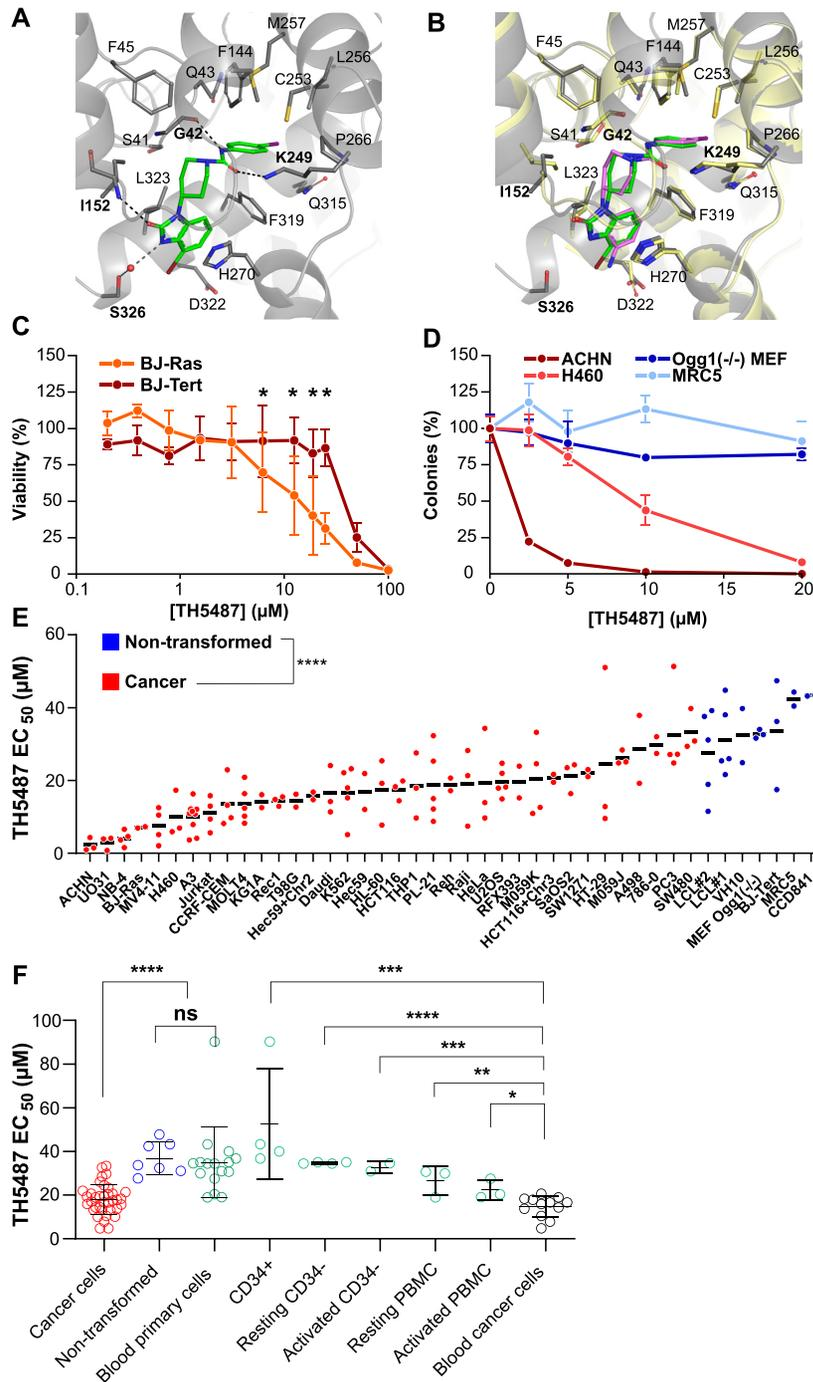 A
M257
F45
F144
L256
Q43
C253
S41
G42
P266
K249
I152
L323
Q315
F319
H270
S326
D322
B
M257
F45
F144
L256
Q43
C253
S41
G42
P266
K249
L323
I152
Q315
F319
H270
S326
D322
C
150
125
100
75
50
25
0
Viability (%)
BJ-Ras
BJ-Tert
* * * *
0.1 1 10 100
[TH5487] (µM)
D
150
125
100
75
50
25
0
Colonies (%)
ACHN
H460
Ogg1(-/-) MEF
MRC5
0 5 10 15 20
[TH5487] (µM)
E
60
40
20
0
TH5487 EC50 (µM)
Non-transformed
Cancer
****
ACHN
UO31
NB-4
BJ-Ras
MV4-11
H460
A3
Jurkat
CCRF-CEM
MOLT4
KG1A
Rec1
T98G
Hec59+Chr2
Daudi
K562
Hec59
HL-60
HCT116
THP1
PL-21
Reh
Raji
HeLa
U2OS
RFX393
M059K
HCT116+Chr3
SaOS2
SW1271
HT-29
M059J
A498
786-0
PC3
SW480
LCL#2
LCL#1
VH10
MEF Ogg1(-/-)
BJ-Tert
MRC5
CCD841
F
100
80
60
40
20
0
TH5487 EC50 (µM)
****
ns
***
****
***
**
*
Cancer cells
Non-transformed
Blood primary cells
CD34+
Resting CD34-
Activated CD34-
Resting PBMC
Activated PBMC
Blood cancer cells